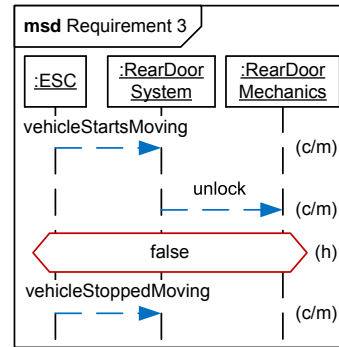 msd Requirement 3
:ESC
:RearDoor
System
:RearDoor
Mechanics
vehicleStartsMoving
(c/m)
unlock
(c/m)
false
(h)
vehicleStoppedMoving
(c/m)